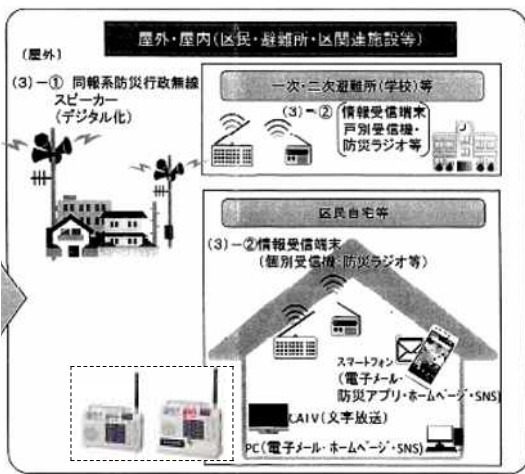 屋外・屋内(区民・避難所・区関連施設等)
(屋外)
(3)-① 同報系防災行政無線
スピーカー
(デジタル化)
一次・二次避難所(学校)等
(3)-② 情報受信端末
戸別受信機・
防災ラジオ等
区民自宅等
(3)-②情報受信端末
(個別受信機・防災ラジオ等)
スマートフォン
(電子メール・
防災アプリ・ホームページ・SNS)
CAIV(文字放送)
PC(電子メール・ホームページ・SNS)